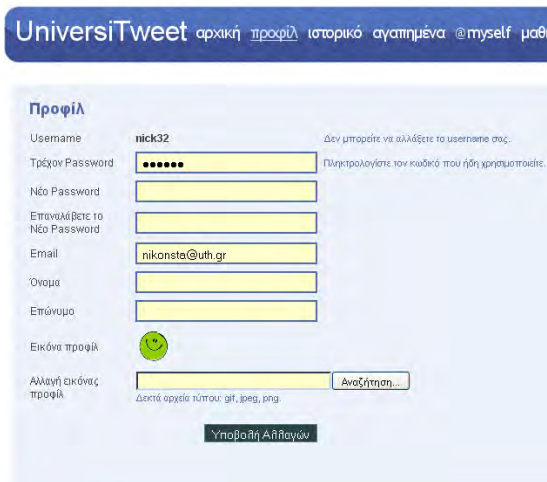 UniversiTweet αρχική προφίλ ιστορικό αγαπημένα @myself
Προφίλ
Username nick32 Δεν μπορείτε να αλλάξετε το username σας.
Τρέχον Password •••••• Πληκτρολογίστε τον κωδικό που ήδη χρησιμοποιείτε.
Νέο Password
Επαναλάβετε το
Νέο Password
Email nikonsta@uth.gr
Όνομα
Επώνυμο
Εικόνα προφίλ
Αλλαγή εικόνας
προφίλ
Αναζήτηση...
Δεκτά αρχεία τύπου: gif, jpeg, png.
Υποβολή Αλλαγών